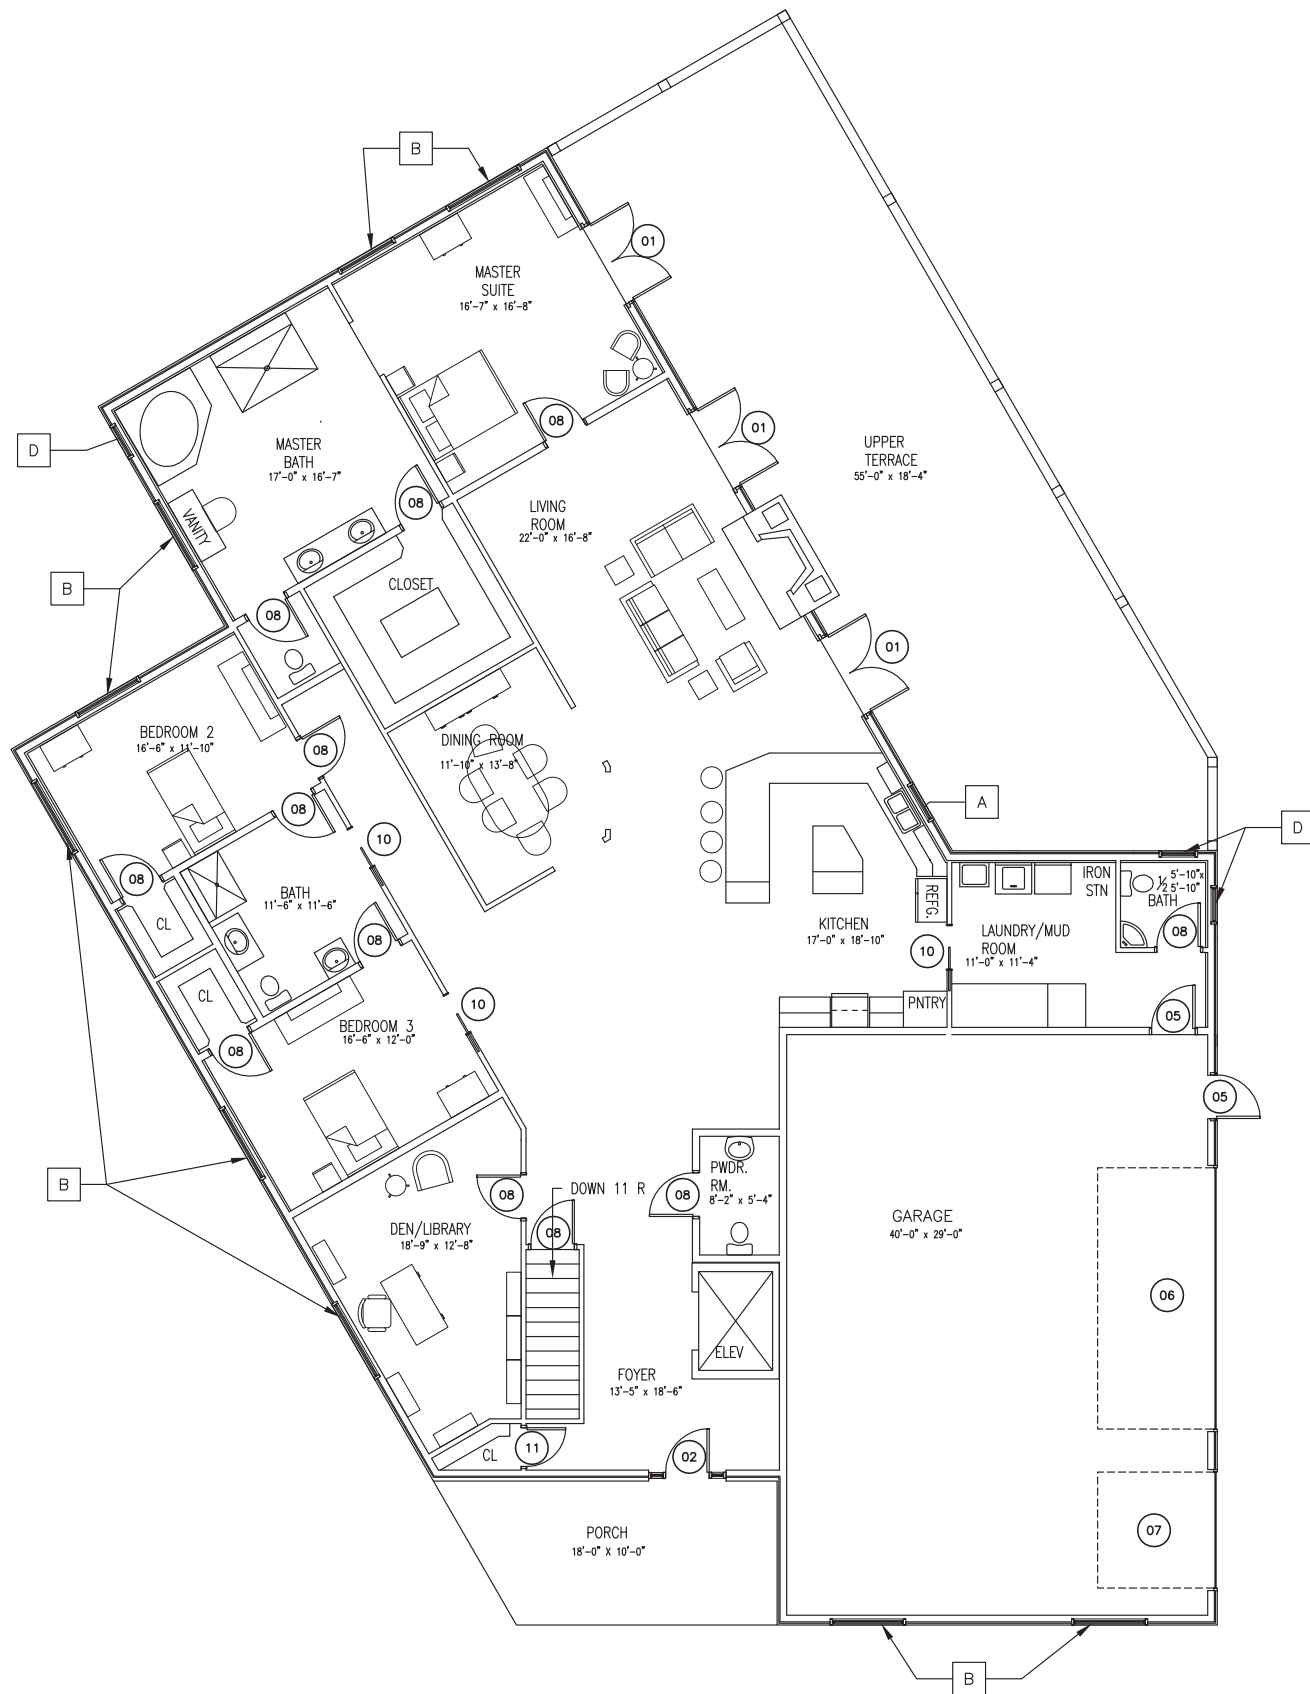 B
01
MASTER
SUITE
16'-7" x 16'-8"
08
01
D
MASTER
BATH
17'-0" x 16'-7"
UPPER
TERRACE
55'-0" x 18'-4"
08
LIVING
ROOM
22'-0" x 16'-8"
VANITY
B
CLOSET
08
01
BEDROOM 2
16'-6" x 11'-10"
08
DINING ROOM
11'-10" x 13'-8"
08
A
10
D
08
BATH
11'-6" x 11'-6"
CL
IRON
STN
1/2 5'-10"x
5'-10"
BATH
REFG.
KITCHEN
17'-0" x 18'-10"
LAUNDRY/MUD
ROOM
11'-0" x 11'-4"
08
08
10
CL
10
PNTRY
05
BEDROOM 3
16'-6" x 12'-0"
08
05
B
PWDR.
RM.
8'-2" x 5'-4"
08
DOWN 11 R
08
08
DEN/LIBRARY
18'-9" x 12'-8"
GARAGE
40'-0" x 29'-0"
06
ELEV
FOYER
13'-5" x 18'-6"
CL
11
02
PORCH
18'-0" X 10'-0"
07
B